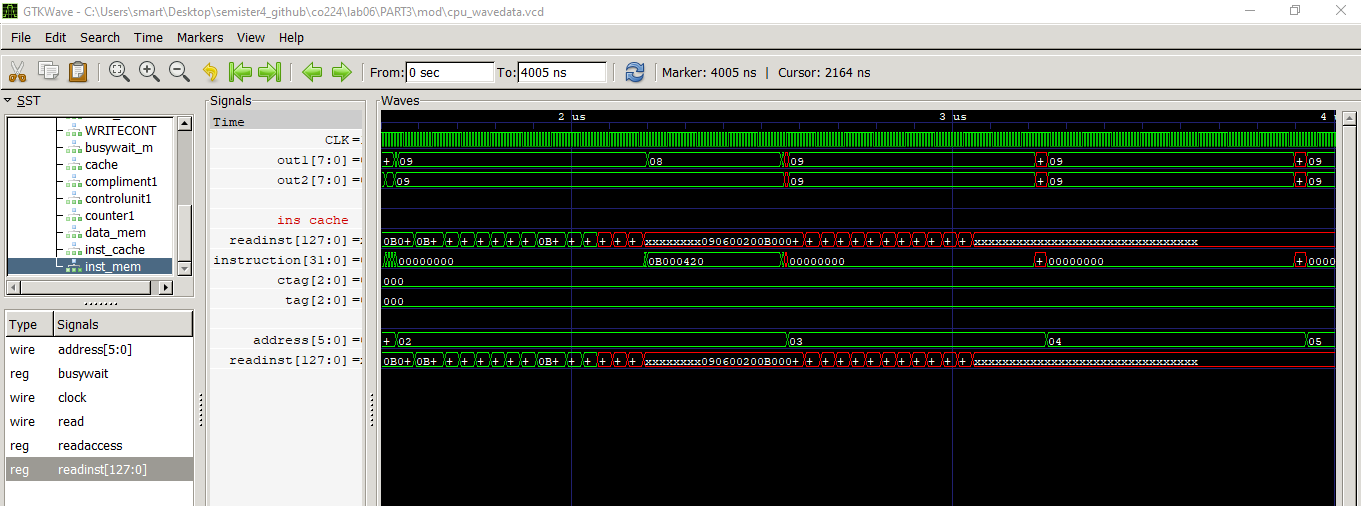 GTKWave - C:\Users\smart\Desktop\semister4_github\co224\lab06\PART3\mod\cpu_wavedata.vcd
File Edit Search Time Markers View Help
From: 0 sec To: 4005 ns Marker: 4005 ns | Cursor: 2164 ns
SST
WRITECONT
busywait_m
cache
compliment1
controlunit1
counter1
data_mem
inst_cache
inst_mem
Type Signals
wire address[5:0]
reg busywait
wire clock
wire read
reg readaccess
reg readinst[127:0]
Signals
Time
CLK =
out1[7:0] =
out2[7:0] =
ins cache
readinst[127:0] =
instruction[31:0] =
ctag[2:0] =
tag[2:0] =
address[5:0] =
readinst[127:0] =
Waves
2 us 3 us 4 u
+ 09 08 09 + 09 + 09
09 09 + 09 + 09
0B0+ 0B+ + + + + + + 0B+ + + + + + xxxxxxxx090600200B000+ + + + + + + + + + + + xxxxxxxxxxxxxxxxxxxxxxxxxxxxxxxx
00000000 0B000420 00000000 + 00000000 + 0000
000
000
+ 02 03 04 05
0B0+ 0B+ + + + + + + 0B+ + + + + + xxxxxxxx090600200B000+ + + + + + + + + + + + xxxxxxxxxxxxxxxxxxxxxxxxxxxxxxxx